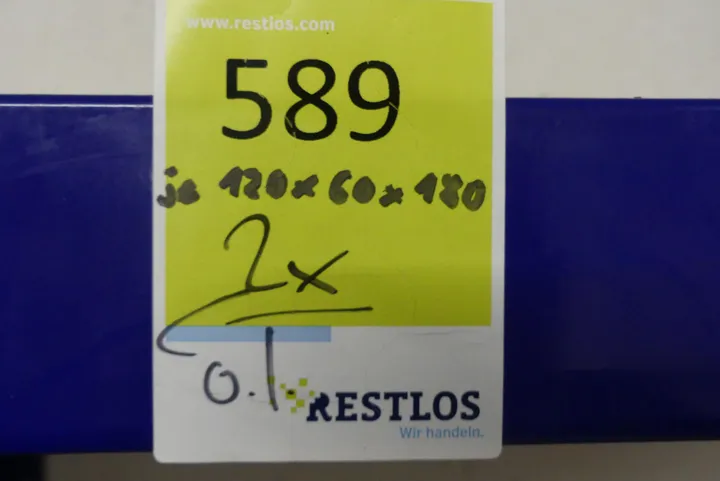 www.restlos.com
589
je 120x60x180
2x
0.1.
RESTLOS
Wir handeln.